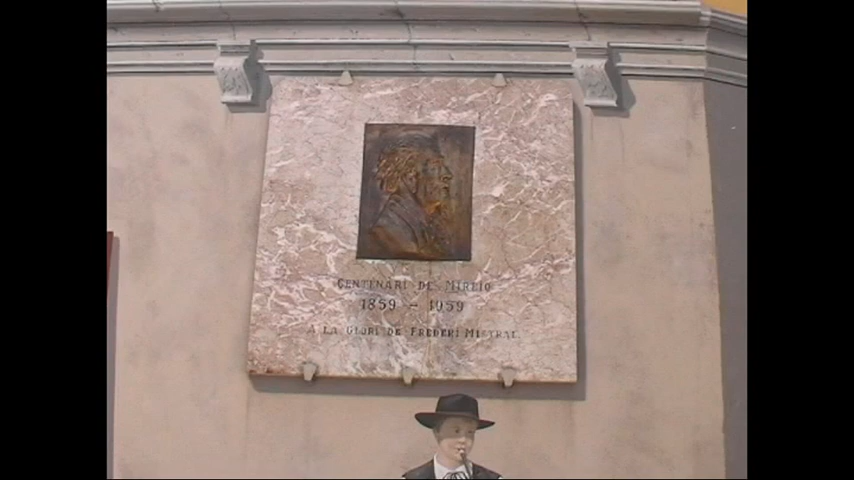 CENTENARI DE MIRÈIO
1859 - 1959
A LA GLORI DE FREDERI MISTRAL